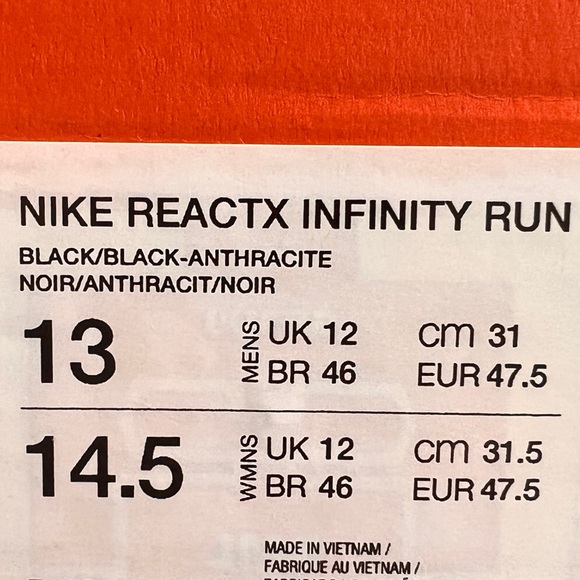 NIKE REACTX INFINITY RUN
BLACK/BLACK-ANTHRACITE
NOIR/ANTHRACIT/NOIR
13 MENS UK 12 cm 31
BR 46 EUR 47.5
14.5 WMNS UK 12 cm 31.5
BR 46 EUR 47.5
MADE IN VIETNAM /
FABRIQUE AU VIETNAM /